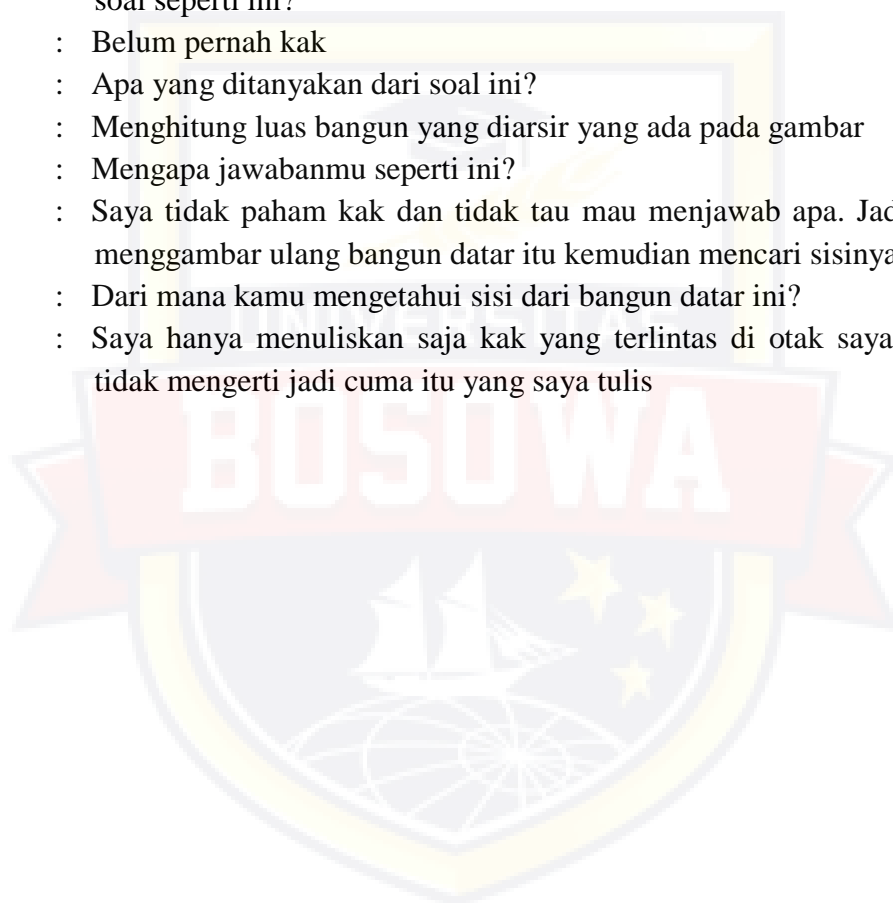 soal seperti ini?
: Belum pernah kak
: Apa yang ditanyakan dari soal ini?
: Menghitung luas bangun yang diarsir yang ada pada gambar
: Mengapa jawabanmu seperti ini?
: Saya tidak paham kak dan tidak tau mau menjawab apa.
menggambar ulang bangun datar itu kemudian mencari sisinya
: Dari mana kamu mengetahui sisi dari bangun datar ini?
: Saya hanya menuliskan saja kak yang terlintas di otak saya
tidak mengerti jadi cuma itu yang saya tulis
UNIVERSITAS
BOSOWA